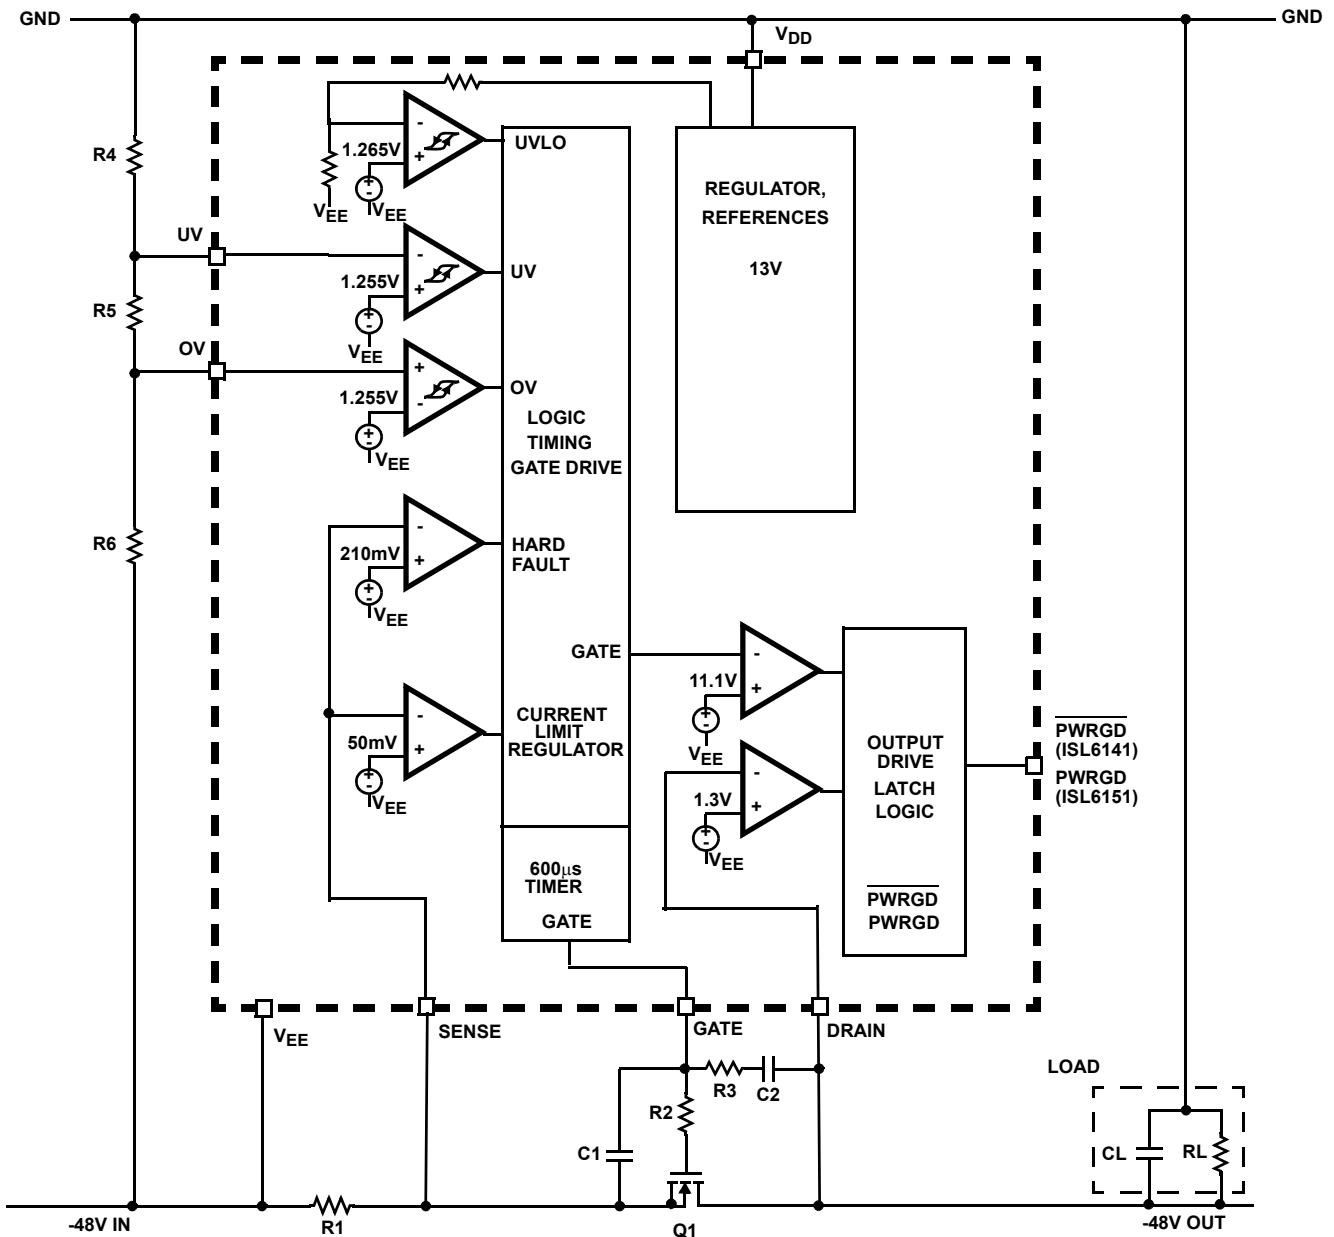 GND
GND
VDD
R4
1.265V
UVLO
VEE
VEE
REGULATOR,
REFERENCES
13V
UV
1.255V
UV
VEE
R5
OV
1.255V
OV
VEE
LOGIC
TIMING
GATE DRIVE
R6
210mV
HARD
FAULT
VEE
GATE
11.1V
VEE
50mV
CURRENT
LIMIT
REGULATOR
VEE
1.3V
VEE
OUTPUT
DRIVE
LATCH
LOGIC
PWRGD
PWRGD
PWRGD
(ISL6141)
PWRGD
(ISL6151)
600µs
TIMER
GATE
VEE
SENSE
GATE
DRAIN
R3
C2
R2
C1
LOAD
CL
RL
-48V IN
R1
Q1
-48V OUT